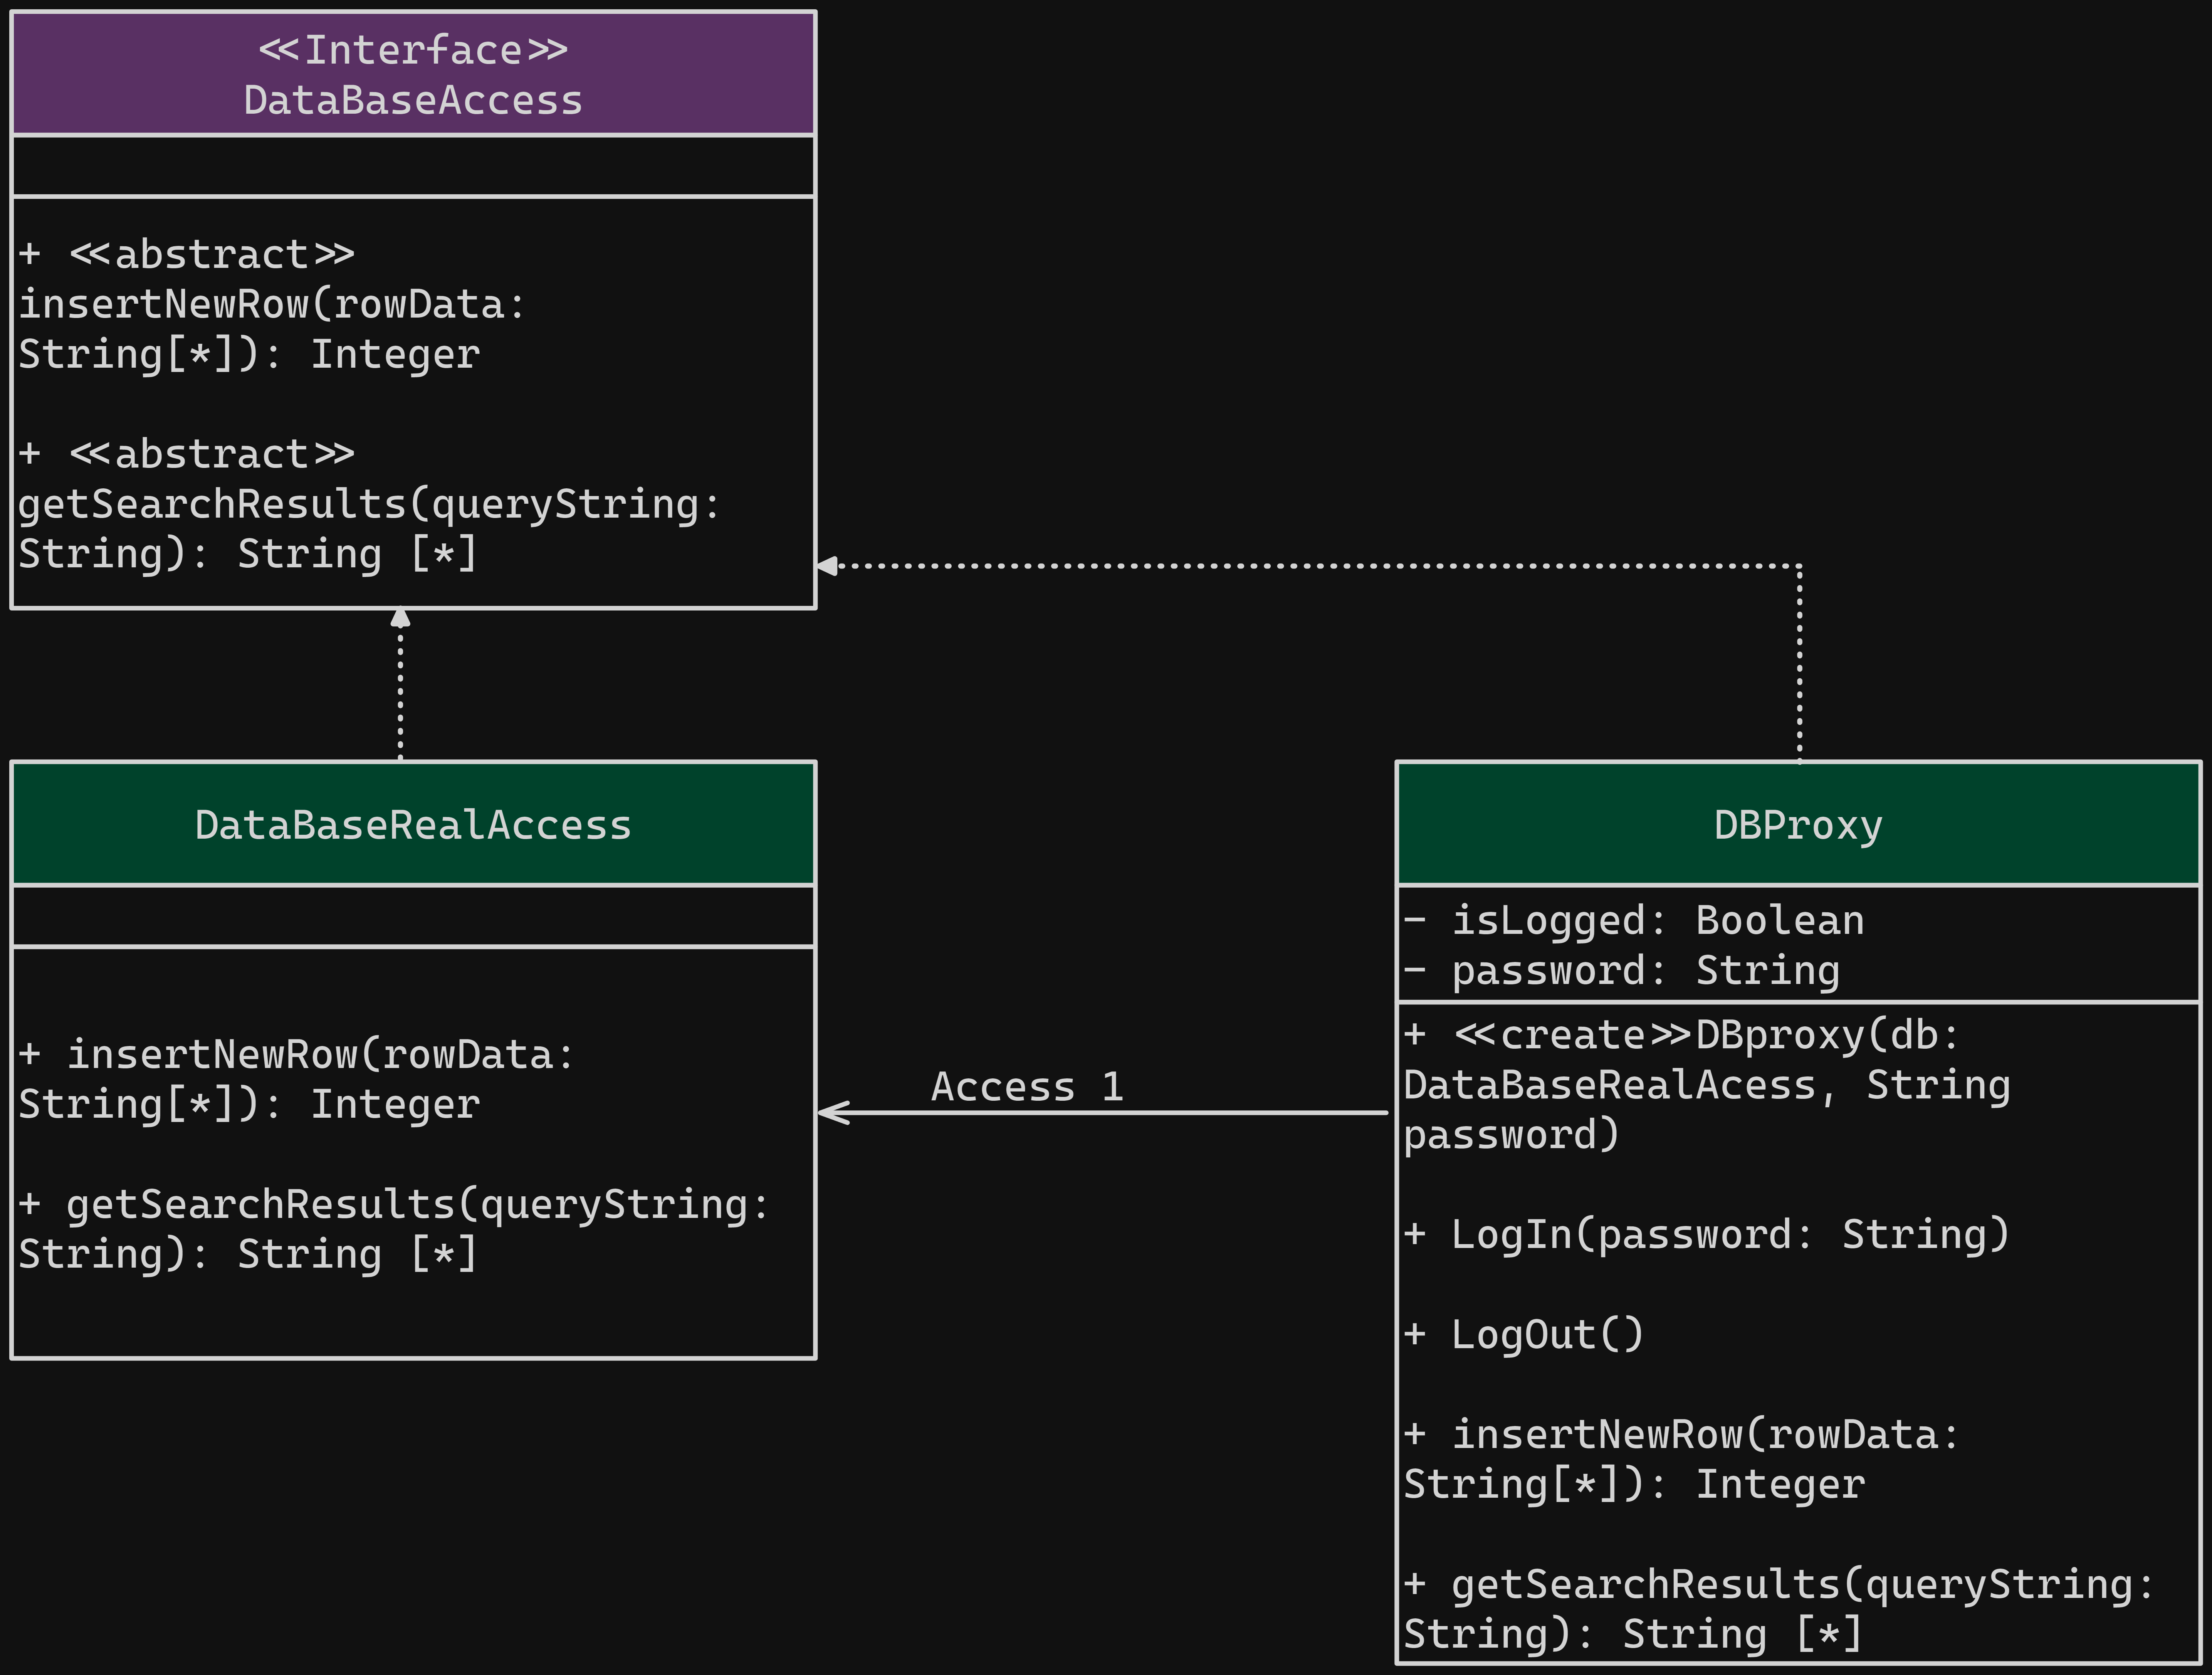 <<Interface>>
DataBaseAccess
+ <<abstract>>
insertNewRow(rowData:
String[*]): Integer
+ <<abstract>>
getSearchResults(queryString:
String): String [*]
DataBaseRealAccess
+ insertNewRow(rowData:
String[*]): Integer
+ getSearchResults(queryString:
String): String [*]
Access 1
DBProxy
- isLogged: Boolean
- password: String
+ <<create>>DBproxy(db:
DataBaseRealAcess, String
password)
+ LogIn(password: String)
+ LogOut()
+ insertNewRow(rowData:
String[*]): Integer
+ getSearchResults(queryString:
String): String [*]